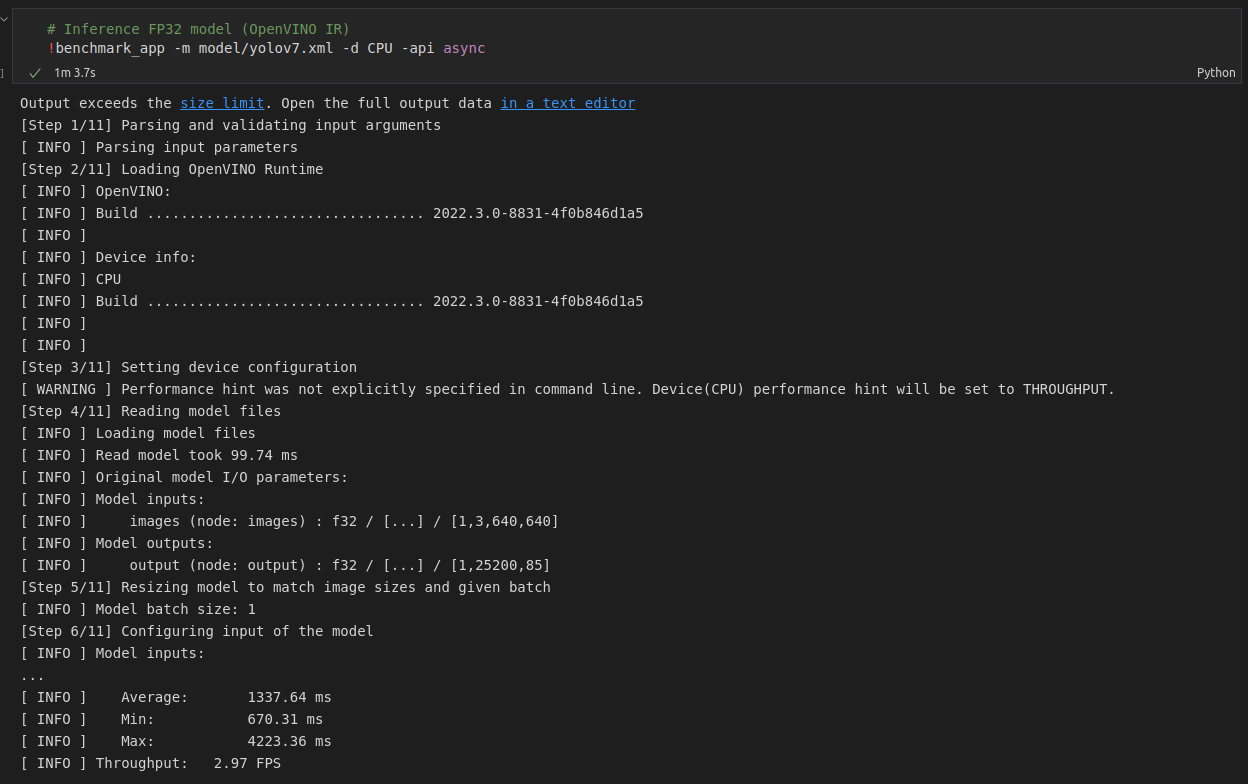 # Inference FP32 model (OpenVINO IR)
!benchmark_app -m model/yolov7.xml -d CPU -api async
1m 3.7s
Python
Output exceeds the size limit. Open the full output data in a text editor
[Step 1/11] Parsing and validating input arguments
[ INFO ] Parsing input parameters
[Step 2/11] Loading OpenVINO Runtime
[ INFO ] OpenVINO:
[ INFO ] Build ................................. 2022.3.0-8831-4f0b846d1a5
[ INFO ]
[ INFO ] Device info:
[ INFO ] CPU
[ INFO ] Build ................................. 2022.3.0-8831-4f0b846d1a5
[ INFO ]
[ INFO ]
[Step 3/11] Setting device configuration
[ WARNING ] Performance hint was not explicitly specified in command line. Device(CPU) performance hint will be set to THROUGHPUT.
[Step 4/11] Reading model files
[ INFO ] Loading model files
[ INFO ] Read model took 99.74 ms
[ INFO ] Original model I/O parameters:
[ INFO ] Model inputs:
[ INFO ]     images (node: images) : f32 / [...] / [1,3,640,640]
[ INFO ] Model outputs:
[ INFO ]     output (node: output) : f32 / [...] / [1,25200,85]
[Step 5/11] Resizing model to match image sizes and given batch
[ INFO ] Model batch size: 1
[Step 6/11] Configuring input of the model
[ INFO ] Model inputs:
...
[ INFO ]    Average:       1337.64 ms
[ INFO ]    Min:           670.31 ms
[ INFO ]    Max:           4223.36 ms
[ INFO ] Throughput:   2.97 FPS